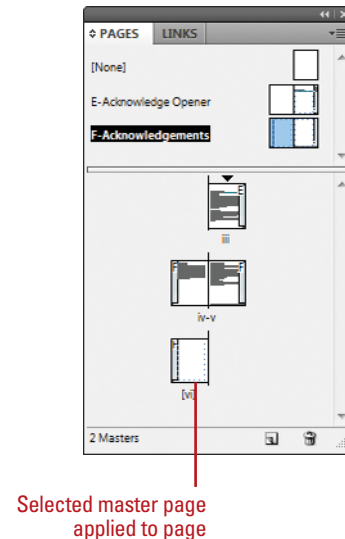 PAGES LINKS
[None]
E-Acknowledge Opener
F-Acknowledgements
E
iii
F F
iv-v
F
[vi]
2 Masters
Selected master page
applied to page